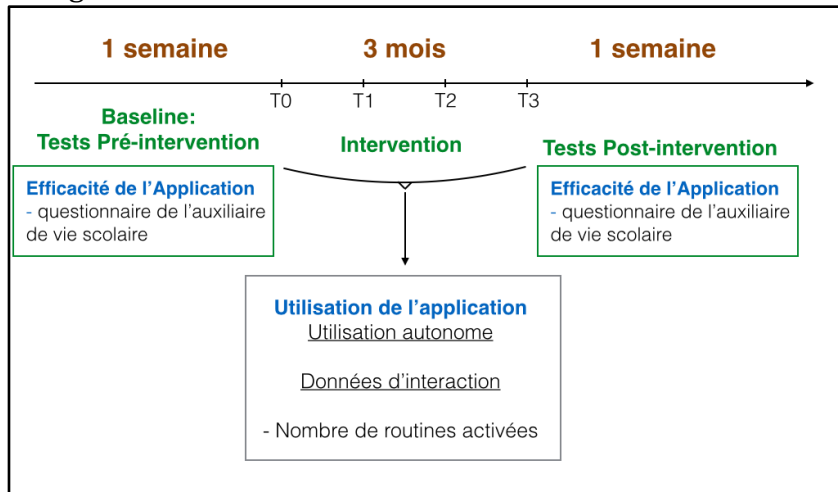 1 semaine
3 mois
1 semaine
T0
T1
T2
T3
Baseline:
Tests Pré-intervention
Intervention
Tests Post-intervention
Efficacité de l'Application
- questionnaire de l'auxiliaire
de vie scolaire
Efficacité de l'Application
- questionnaire de l'auxiliaire
de vie scolaire
Utilisation de l'application
Utilisation autonome
Données d'interaction
- Nombre de routines activées